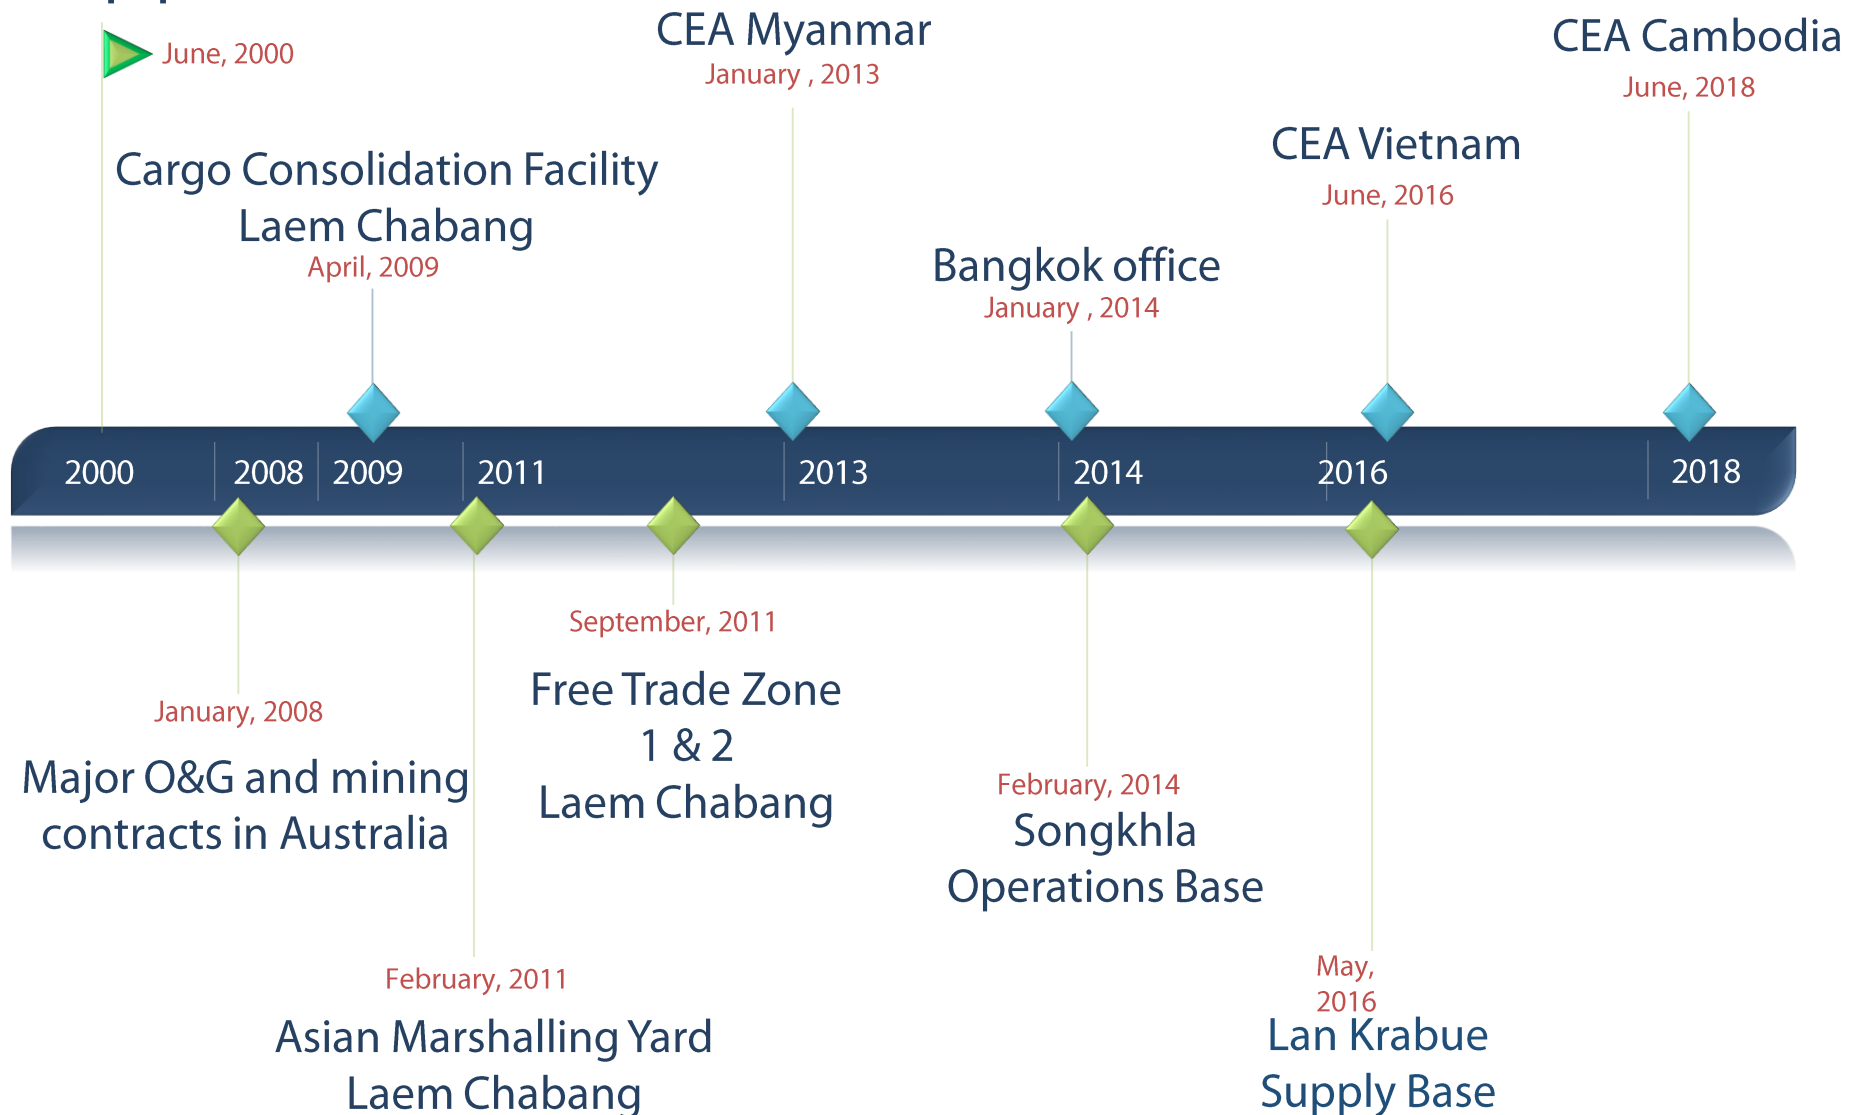 June, 2000
CEA Myanmar
January , 2013
CEA Cambodia
June, 2018
Cargo Consolidation Facility
Laem Chabang
April, 2009
CEA Vietnam
June, 2016
Bangkok office
January , 2014
2000
2008
2009
2011
2013
2014
2016
2018
January, 2008
Major O&G and mining
contracts in Australia
September, 2011
Free Trade Zone
1 & 2
Laem Chabang
February, 2014
Songkhla
Operations Base
February, 2011
Asian Marshalling Yard
Laem Chabang
May,
2016
Lan Krabue
Supply Base